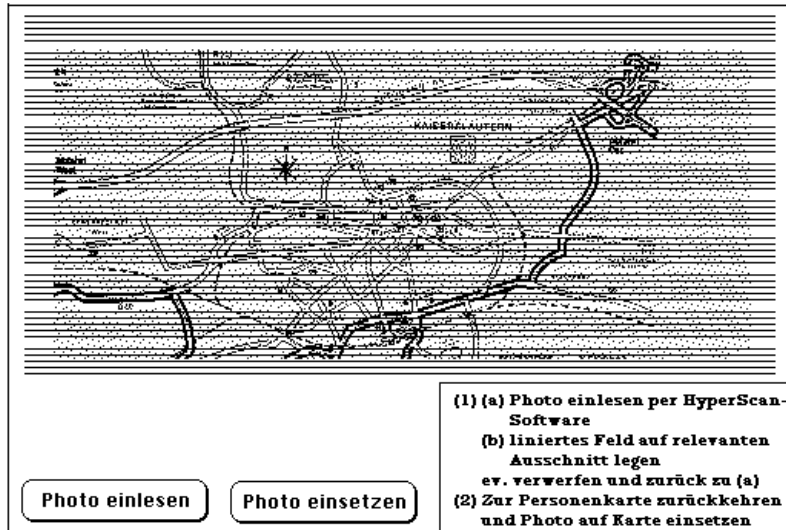 KAISERSLAUTERN
West
(1) (a) Photo einlesen per HyperScan-
Software
(b) liniertes Feld auf relevanten
Ausschnitt legen
ev. verwerfen und zurück zu (a)
(2) Zur Personenkarte zurückkehren
und Photo auf Karte einsetzen
Photo einlesen
Photo einsetzen